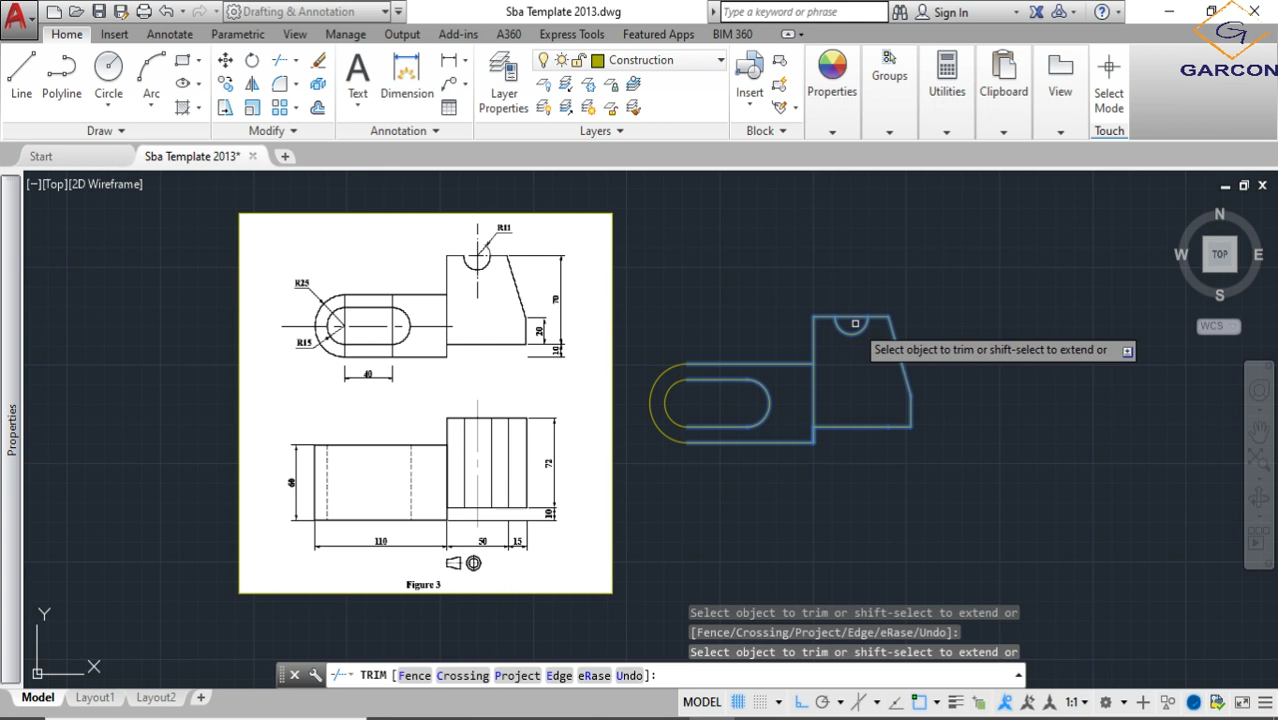 Drafting & Annotation
Sba Template 2013.dwg
Type a keyword or phrase
Sign In
A
Home
Insert
Annotate
Parametric
View
Manage
Output
Add-ins
A360
Express Tools
Featured Apps
BIM 360
G
GARCON
Line
Polyline
Circle
Arc
Text
Dimension
Layer
Properties
Construction
Insert
Properties
Groups
Utilities
Clipboard
View
Select
Mode
Draw
Modify
Annotation
Layers
Block
Touch
Start
Sba Template 2013*
[−][Top][2D Wireframe]
N
W
TOP
E
S
WCS
R11
R25
R15
70
20
10
40
60
72
10
110
50
15
Figure 3
Select object to trim or shift-select to extend or
Properties
Y
X
Select object to trim or shift-select to extend or
[Fence/Crossing/Project/Edge/eRase/Undo]:
Select object to trim or shift-select to extend or
TRIM [Fence Crossing Project Edge eRase Undo]:
Model
Layout1
Layout2
MODEL
1:1